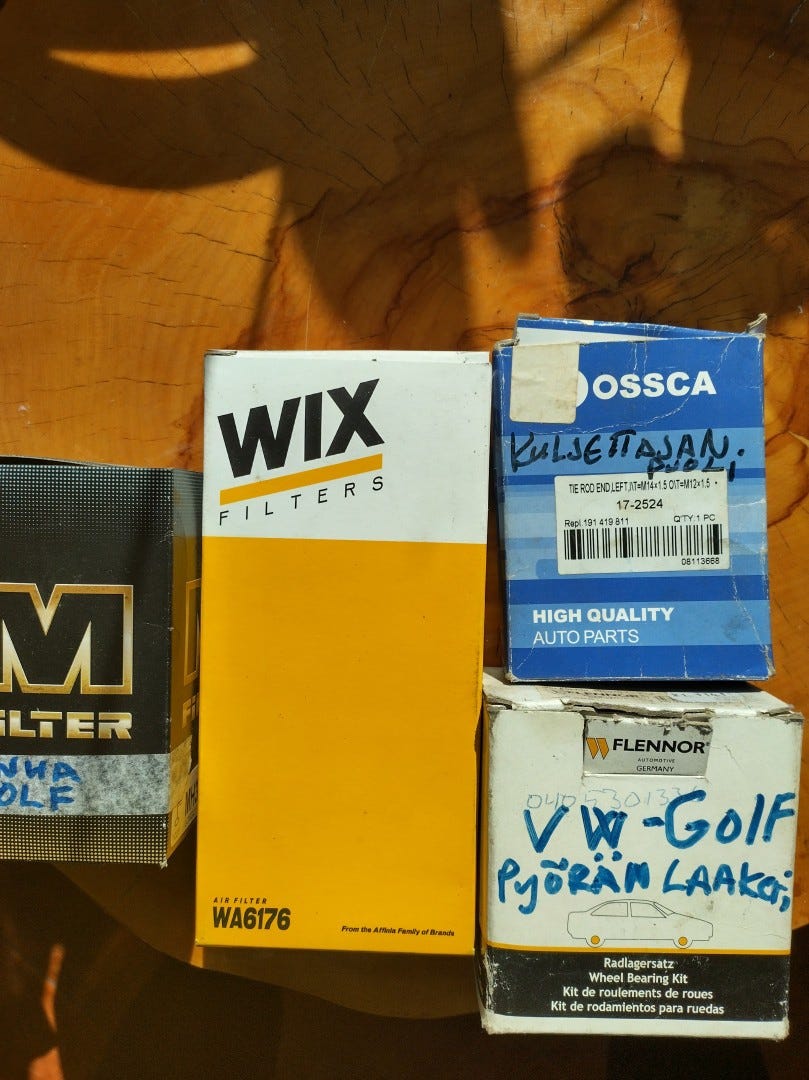 M
FILTER
NHA
OLF
WIX
FILTERS
AIR FILTER
WA6176
From the Affinia Family of Brands
OSSCA
KULJETTAJAN.
PUOLI
TIE ROD END,LEFT,I\T=M14×1.5 O\T=M12×1.5
17-2524
Repl.191 419 811
Q'TY:1 PC
08113668
HIGH QUALITY
AUTO PARTS
FLENNOR
AUTOMOTIVE
GERMANY
VW-GOLF
PYÖRÄN LAAKERI
Radlagersatz
Wheel Bearing Kit
Kit de roulements de roues
Kit de rodamientos para ruedas